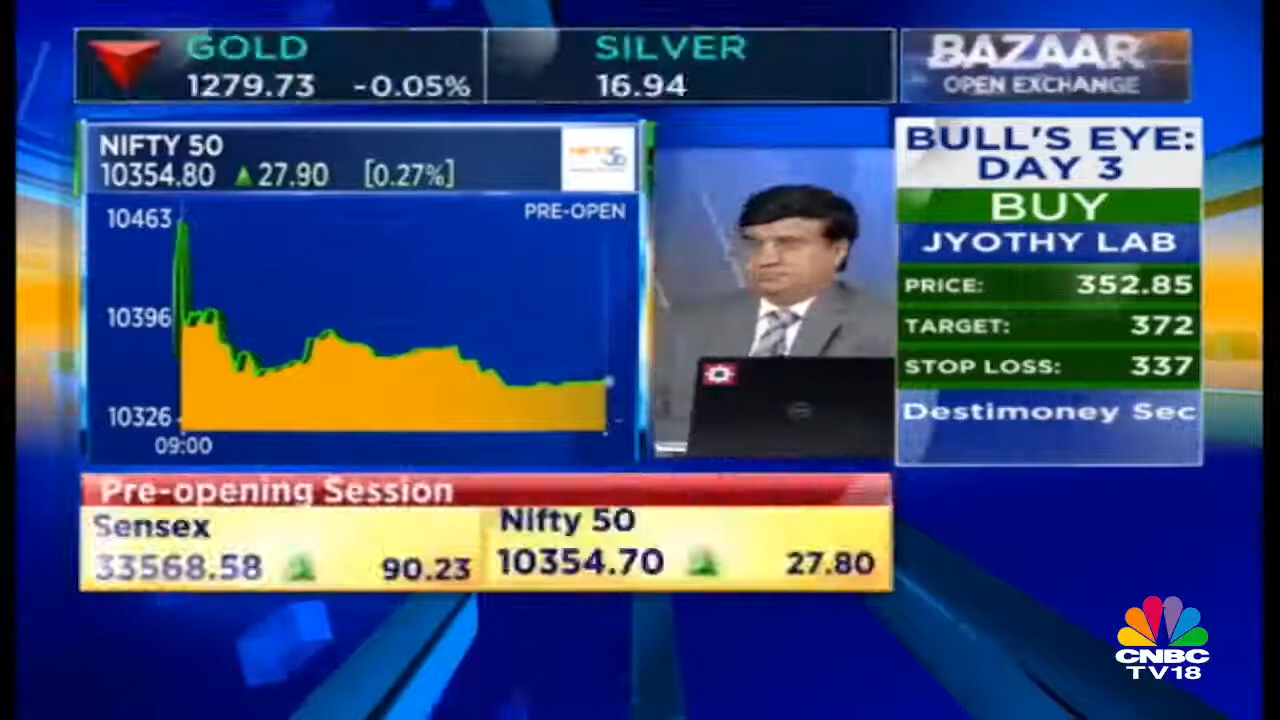 GOLD
1279.73 -0.05%
SILVER
16.94
BAZAAR
OPEN EXCHANGE
NIFTY 50
10354.80 27.90 [0.27%]
PRE-OPEN
10463
10396
10326
09:00
BULL'S EYE:
DAY 3
BUY
JYOTHY LAB
PRICE: 352.85
TARGET: 372
STOP LOSS: 337
Destimoney Sec
Pre-opening Session
Sensex
33568.58 90.23
Nifty 50
10354.70 27.80
CNBC
TV18